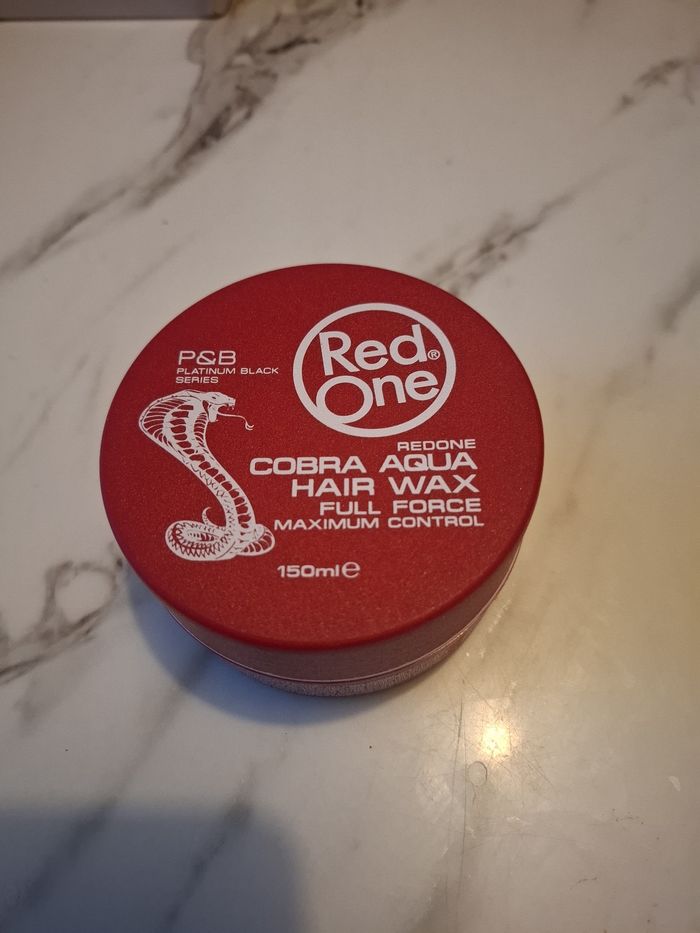 Red®
One
P&B
PLATINUM BLACK
SERIES
REDONE
COBRA AQUA
HAIR WAX
FULL FORCE
MAXIMUM CONTROL
150ml℮